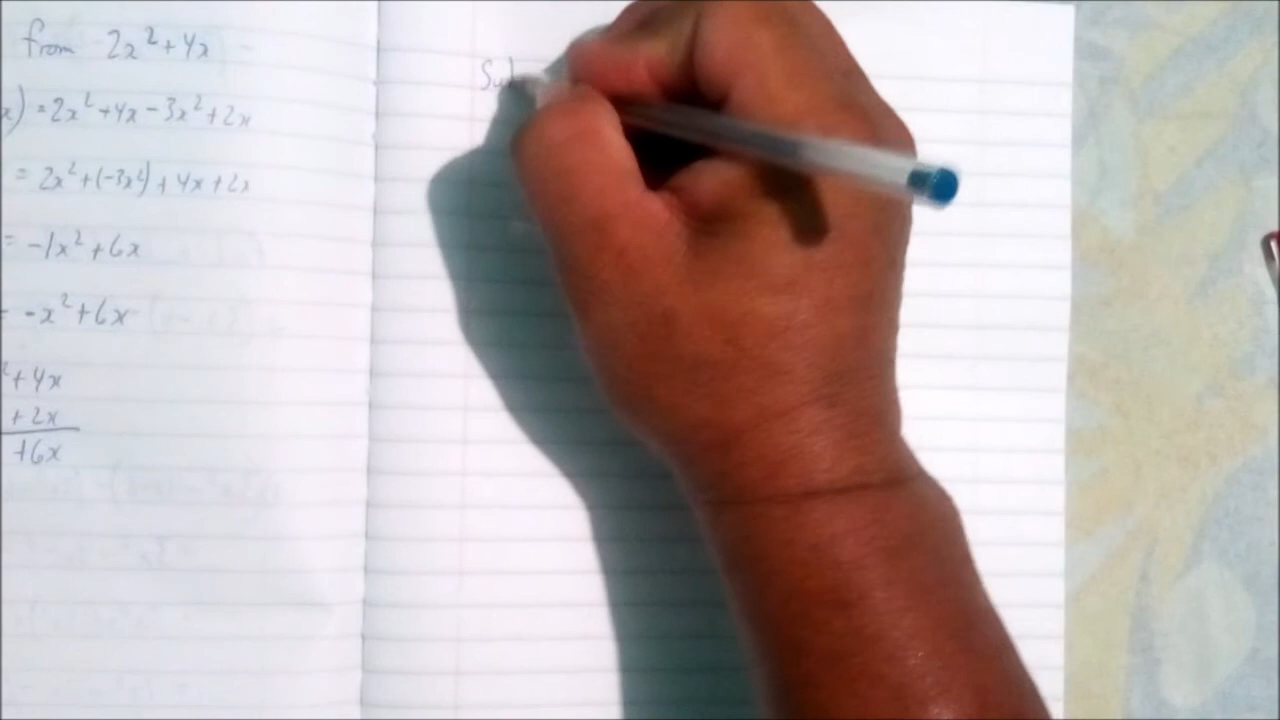 from 2x²+4x
x) = 2x²+4x-3x²+2x
= 2x²+(-3x²)+4x+2x
= -1x²+6x
= -x²+6x
²+4x
+2x
+6x
Sub